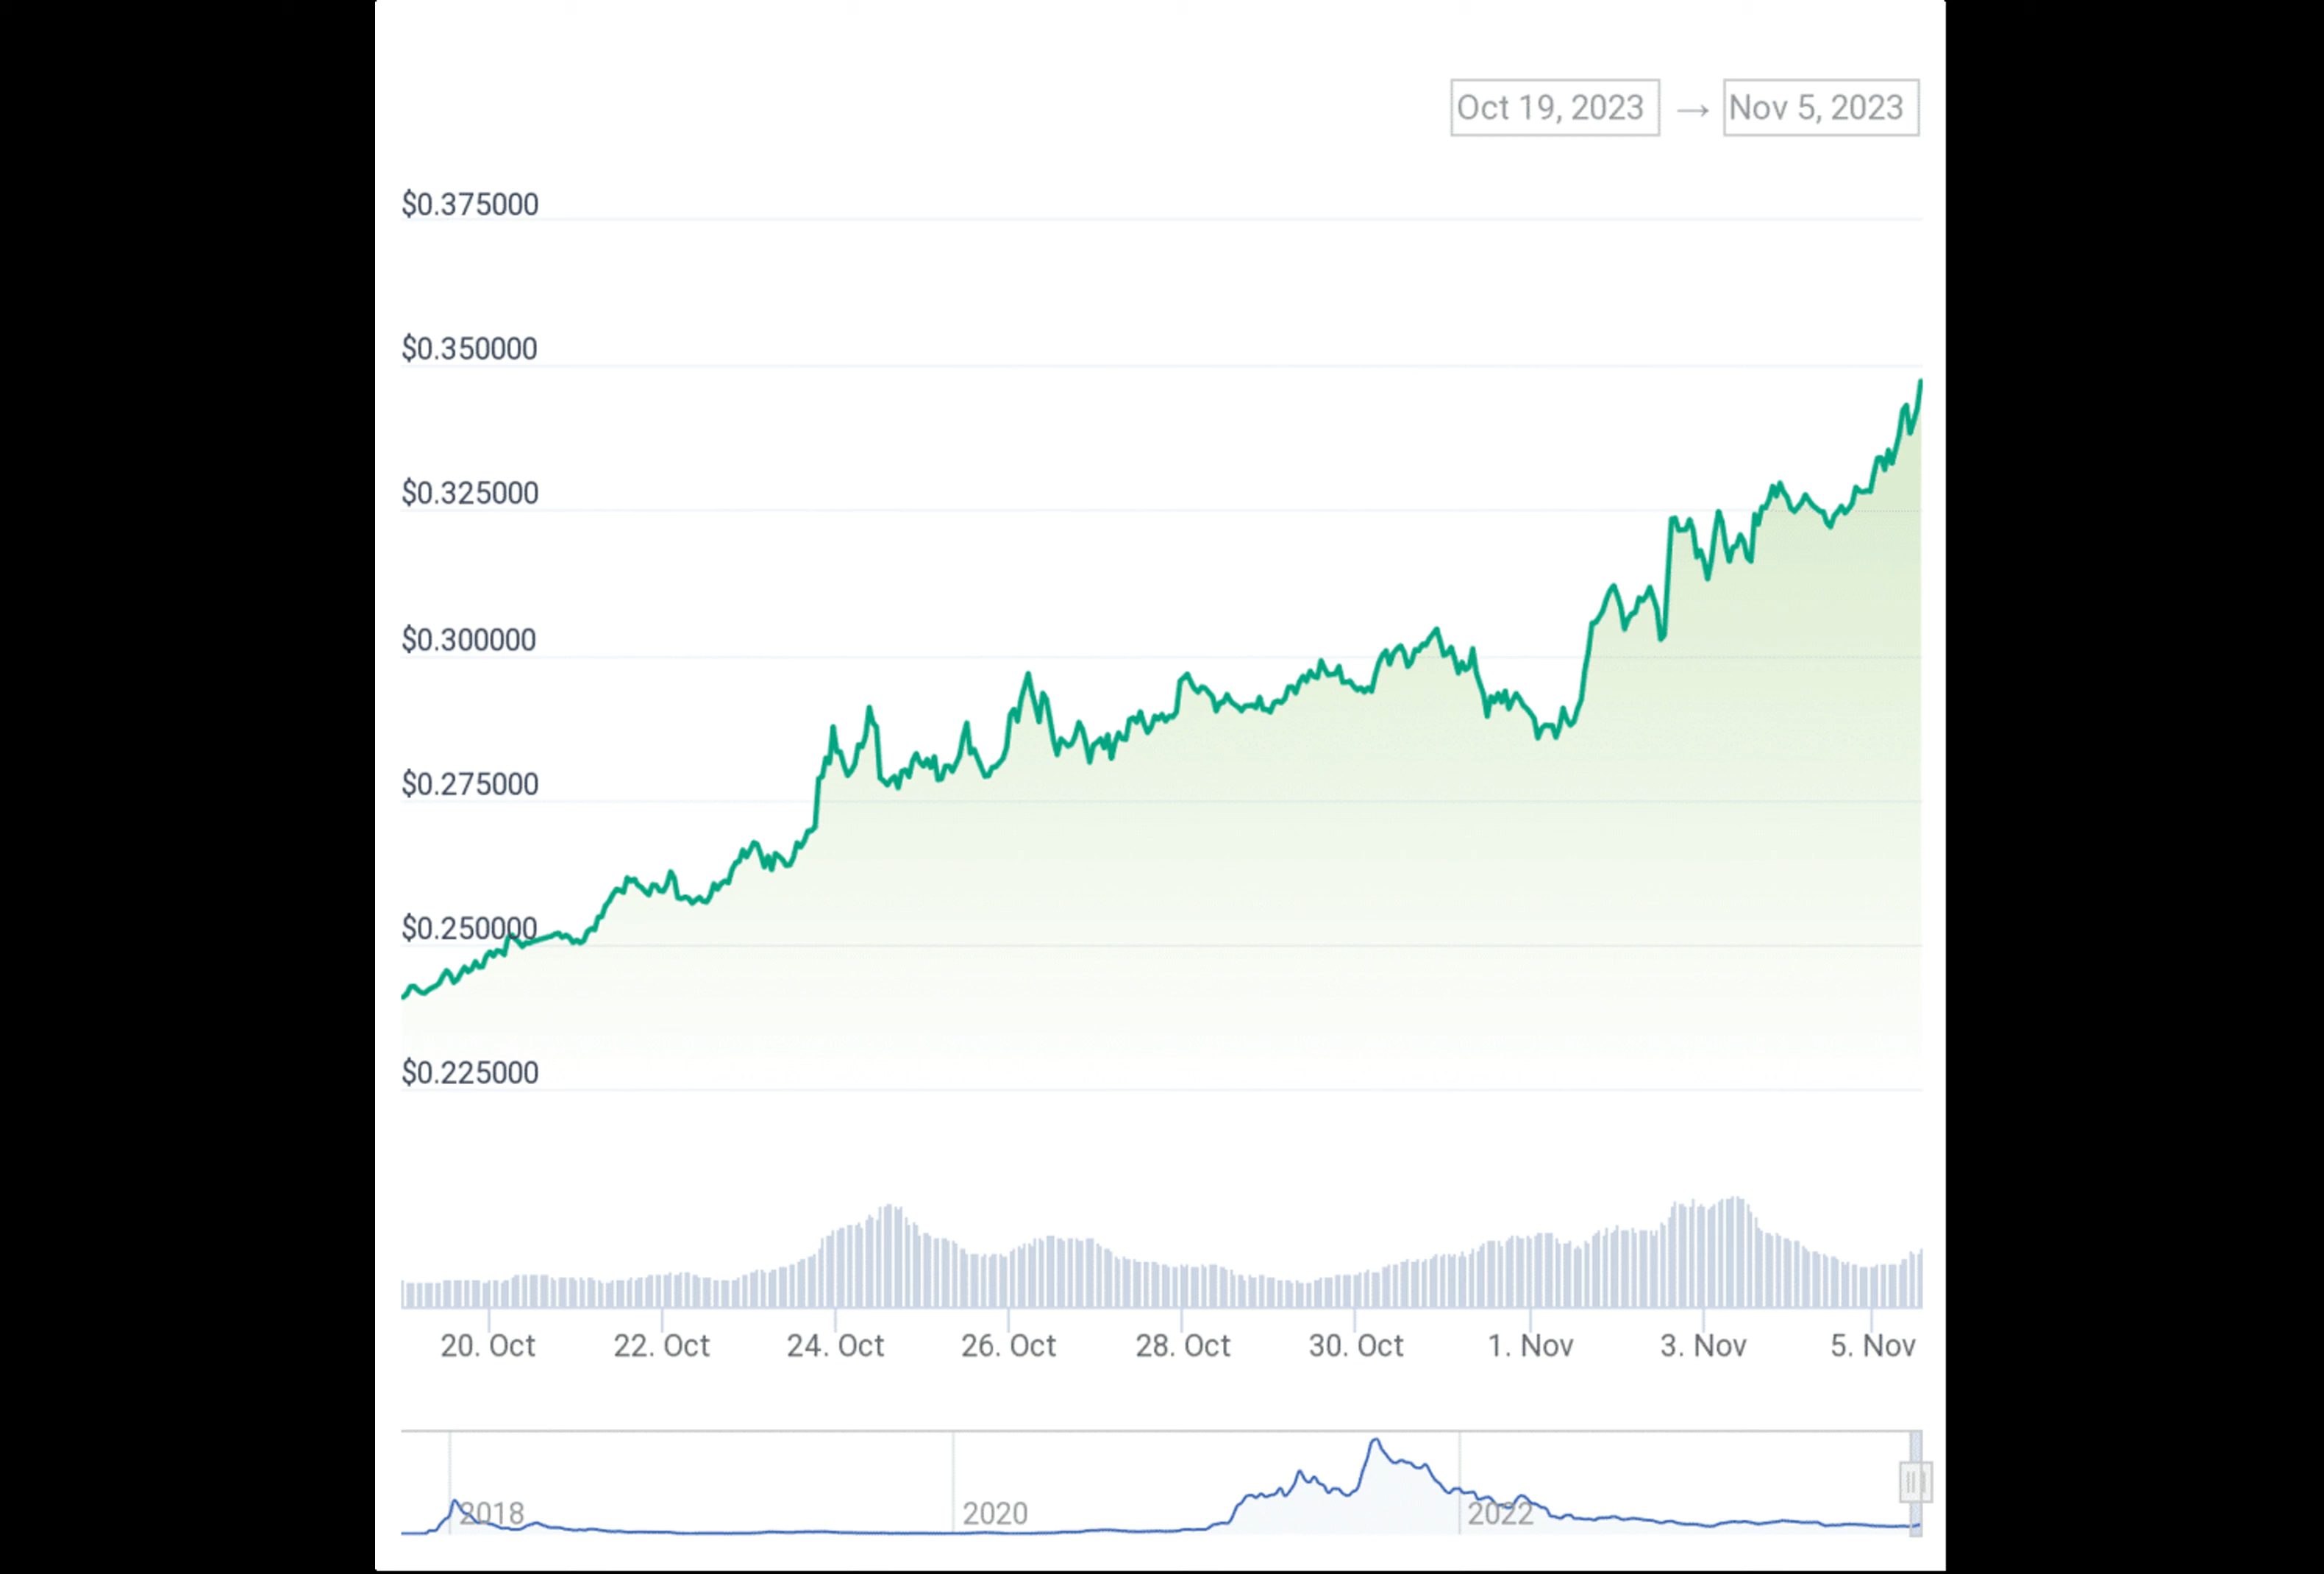 Oct 19, 2023 → Nov 5, 2023
$0.375000
$0.350000
$0.325000
$0.300000
$0.275000
$0.250000
$0.225000
20. Oct 22. Oct 24. Oct 26. Oct 28. Oct 30. Oct 1. Nov 3. Nov 5. Nov
2018 2020 2022